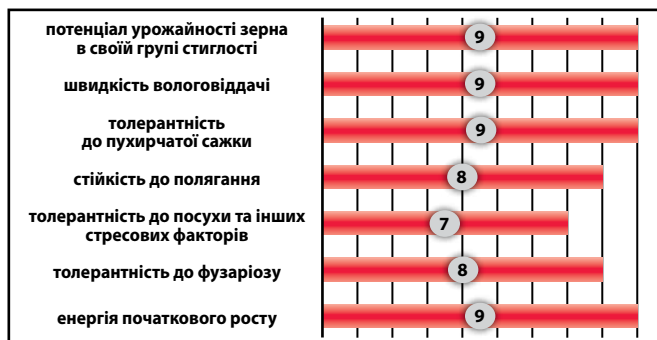 потенціал урожайності зерна
в своїй групі стиглості
9
швидкість вологовіддачі
9
толерантність
до пухирчатої сажки
9
стійкість до полягання
8
толерантність до посухи та інших
стресових факторів
7
толерантність до фузаріозу
8
енергія початкового росту
9